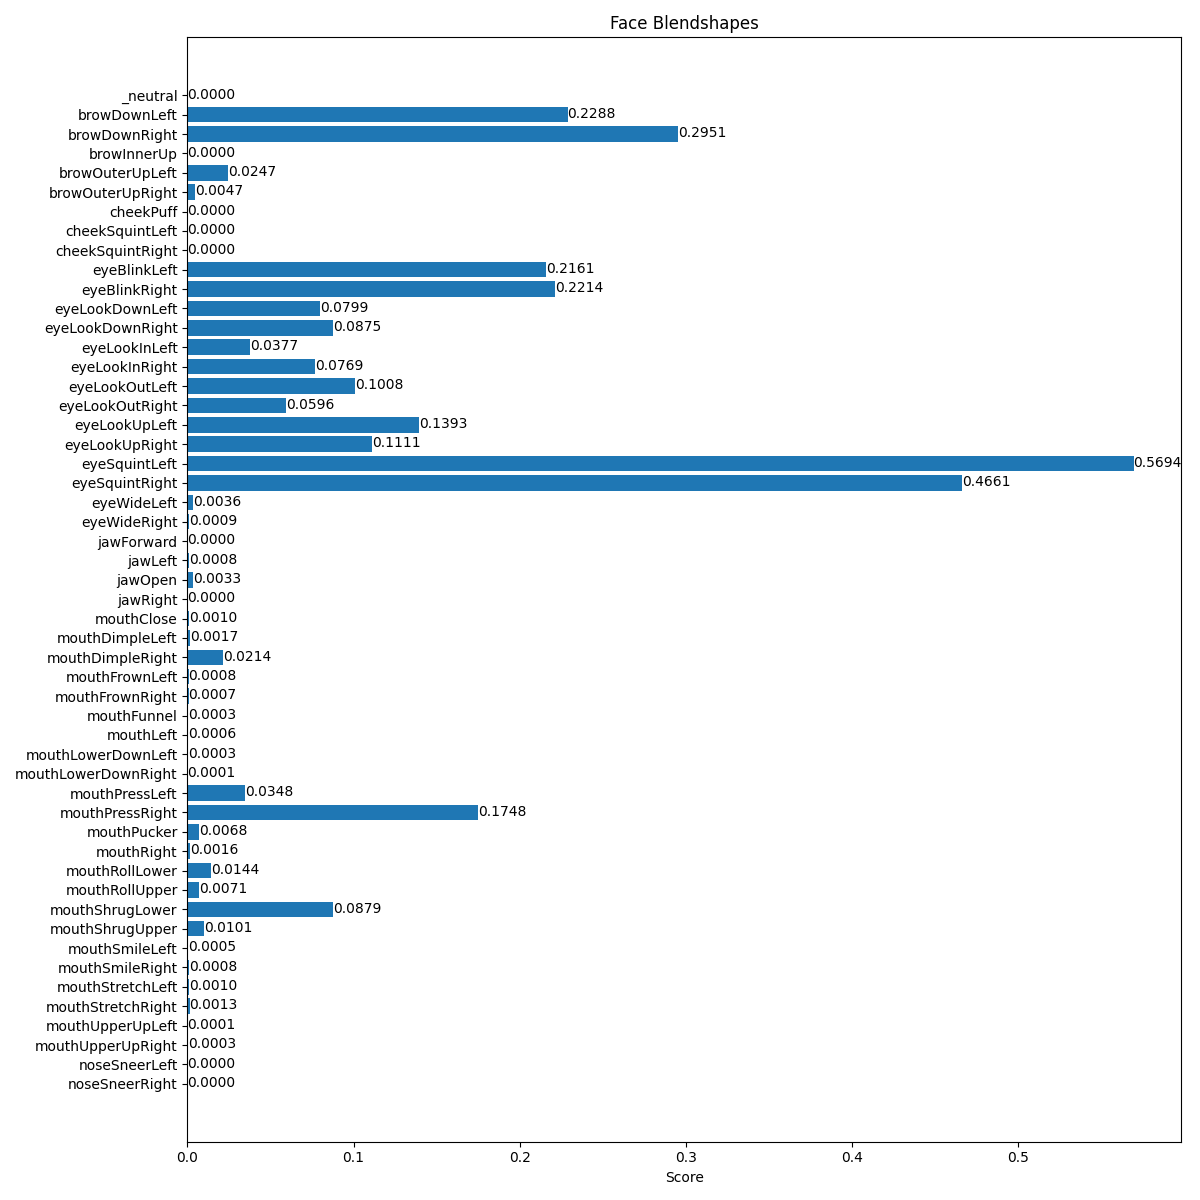 Face Blendshapes
_neutral 0.0000
browDownLeft 0.2288
browDownRight 0.2951
browInnerUp 0.0000
browOuterUpLeft 0.0247
browOuterUpRight 0.0047
cheekPuff 0.0000
cheekSquintLeft 0.0000
cheekSquintRight 0.0000
eyeBlinkLeft 0.2161
eyeBlinkRight 0.2214
eyeLookDownLeft 0.0799
eyeLookDownRight 0.0875
eyeLookInLeft 0.0377
eyeLookInRight 0.0769
eyeLookOutLeft 0.1008
eyeLookOutRight 0.0596
eyeLookUpLeft 0.1393
eyeLookUpRight 0.1111
eyeSquintLeft 0.5694
eyeSquintRight 0.4661
eyeWideLeft 0.0036
eyeWideRight 0.0009
jawForward 0.0000
jawLeft 0.0008
jawOpen 0.0033
jawRight 0.0000
mouthClose 0.0010
mouthDimpleLeft 0.0017
mouthDimpleRight 0.0214
mouthFrownLeft 0.0008
mouthFrownRight 0.0007
mouthFunnel 0.0003
mouthLeft 0.0006
mouthLowerDownLeft 0.0003
mouthLowerDownRight 0.0001
mouthPressLeft 0.0348
mouthPressRight 0.1748
mouthPucker 0.0068
mouthRight 0.0016
mouthRollLower 0.0144
mouthRollUpper 0.0071
mouthShrugLower 0.0879
mouthShrugUpper 0.0101
mouthSmileLeft 0.0005
mouthSmileRight 0.0008
mouthStretchLeft 0.0010
mouthStretchRight 0.0013
mouthUpperUpLeft 0.0001
mouthUpperUpRight 0.0003
noseSneerLeft 0.0000
noseSneerRight 0.0000
0.0 0.1 0.2 0.3 0.4 0.5
Score